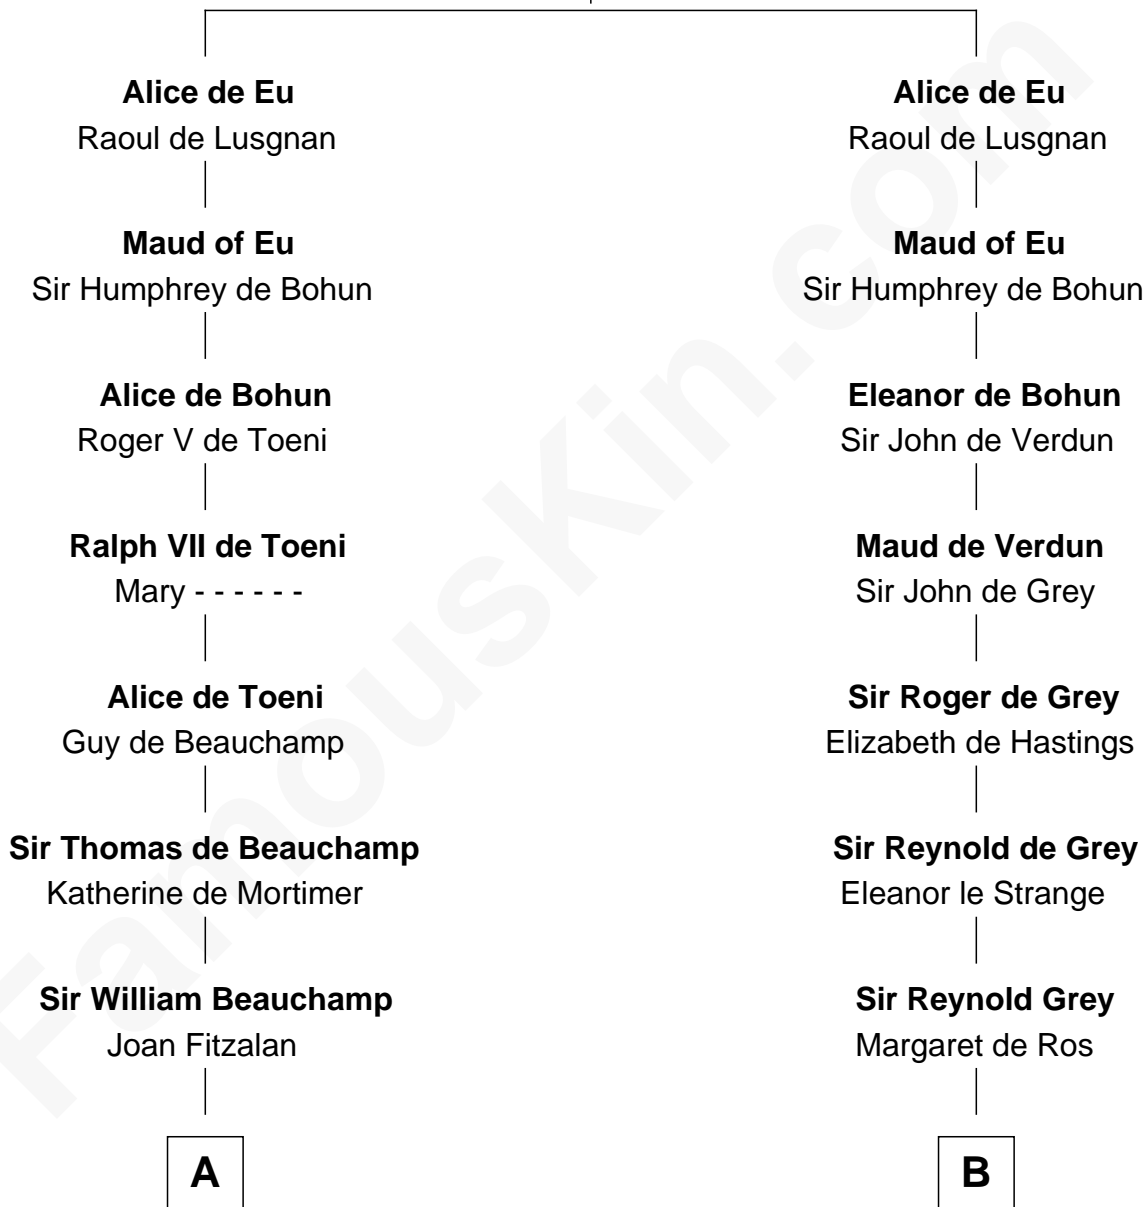 Alice de Eu
Raoul de Lusgnan
Maud of Eu
Sir Humphrey de Bohun
Alice de Bohun
Roger V de Toeni
Ralph VII de Toeni
Mary - - - - - -
Alice de Toeni
Guy de Beauchamp
Sir Thomas de Beauchamp
Katherine de Mortimer
Sir William Beauchamp
Joan Fitzalan
A
Alice de Eu
Raoul de Lusgnan
Maud of Eu
Sir Humphrey de Bohun
Eleanor de Bohun
Sir John de Verdun
Maud de Verdun
Sir John de Grey
Sir Roger de Grey
Elizabeth de Hastings
Sir Reynold de Grey
Eleanor le Strange
Sir Reynold Grey
Margaret de Ros
B
FamousKin.com